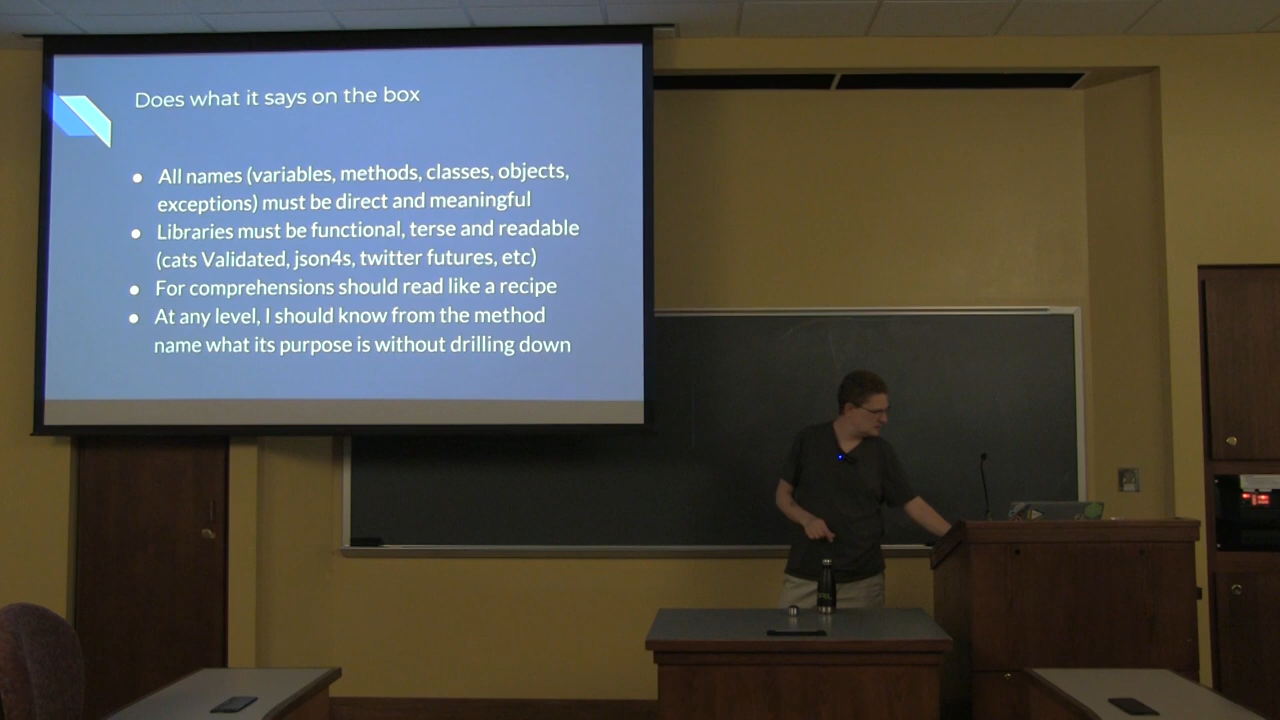 Does what it says on the box
● All names (variables, methods, classes, objects,
exceptions) must be direct and meaningful
● Libraries must be functional, terse and readable
(cats Validated, json4s, twitter futures, etc)
● For comprehensions should read like a recipe
● At any level, I should know from the method
name what its purpose is without drilling down